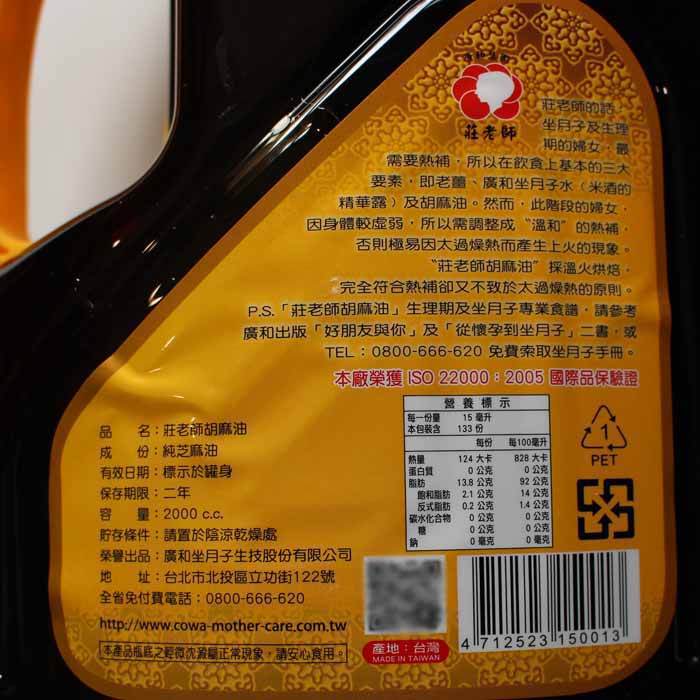 廣和集團
莊老師
莊老師的話：
坐月子及生理
期的婦女，最
需要熱補，所以在飲食上基本的三大
要素，即老薑、廣和坐月子水（米酒的
精華露）及胡麻油。然而，此階段的婦女，
因身體較虛弱，所以需調整成“溫和”的熱補，
否則極易因太過燥熱而產生上火的現象。
“莊老師胡麻油”採溫火烘焙，
完全符合熱補卻又不致於太過燥熱的原則。
P.S.「莊老師胡麻油」生理期及坐月子專業食譜，請參考
廣和出版「好朋友與你」及「從懷孕到坐月子」二書，或
TEL：0800-666-620 免費索取坐月子手冊。
本廠榮獲 ISO 22000：2005 國際品保驗證
品 名：莊老師胡麻油
成 份：純芝麻油
有效日期：標示於罐身
保存期限：二年
容 量：2000 c.c.
貯存條件：請置於陰涼乾燥處
榮譽出品：廣和坐月子生技股份有限公司
地 址：台北市北投區立功街122號
全省免付費電話：0800-666-620
http://www.cowa-mother-care.com.tw
本產品瓶底之輕微沈澱屬正常現象，請安心食用。
營養標示
每一份量 15 毫升
本包裝含 133 份
每份 每100毫升
熱量 124 大卡 828 大卡
蛋白質 0 公克 0 公克
脂肪 13.8 公克 92 公克
飽和脂肪 2.1 公克 14 公克
反式脂肪 0.2 公克 1.4 公克
碳水化合物 0 公克 0 公克
糖 0 公克 0 公克
鈉 0 毫克 0 毫克
1
PET
產地：台灣
MADE IN TAIWAN
4 712523 150013